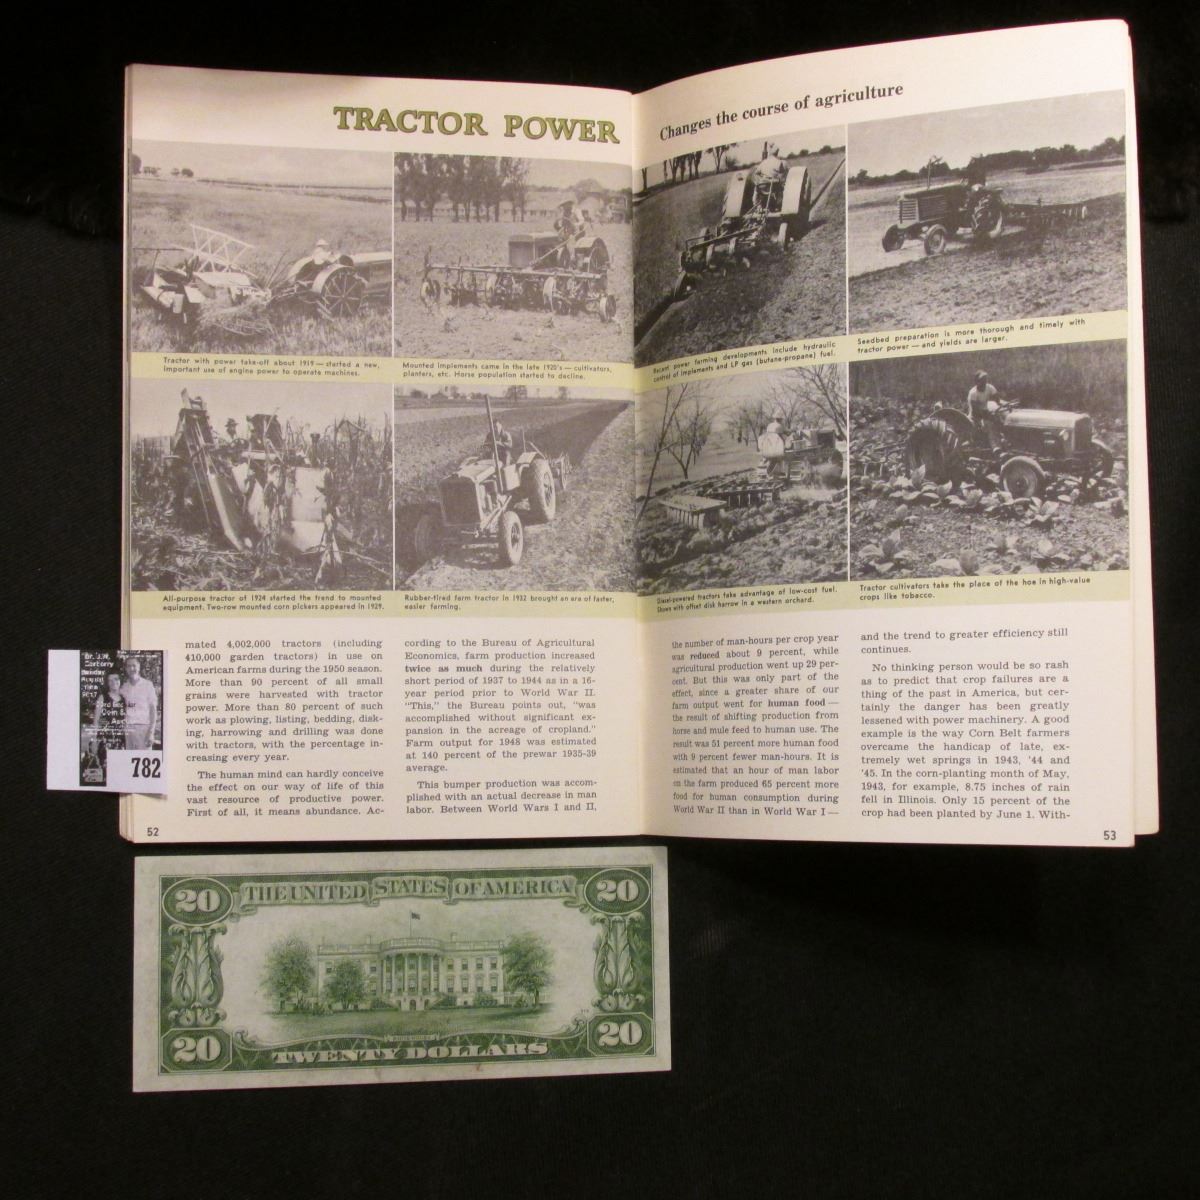 TRACTOR POWER
Tractor with power take-off about 1919 — started a new,
important use of engine power to operate machines.
Mounted implements came in the late 1920's — cultivators,
planters, etc. Horse population started to decline.
All-purpose tractor of 1924 started the trend to mounted
equipment. Two-row mounted corn pickers appeared in 1929.
Rubber-tired farm tractor in 1932 brought an era of faster,
easier farming.
mated 4,002,000 tractors (including
410,000 garden tractors) in use on
American farms during the 1950 season.
More than 90 percent of all small
grains were harvested with tractor
power. More than 80 percent of such
work as plowing, listing, bedding, disk-
ing, harrowing and drilling was done
with tractors, with the percentage in-
creasing every year.
The human mind can hardly conceive
the effect on our way of life of this
vast resource of productive power.
First of all, it means abundance. Ac-
cording to the Bureau of Agricultural
Economics, farm production increased
twice as much during the relatively
short period of 1937 to 1944 as in a 16-
year period prior to World War II.
"This," the Bureau points out, "was
accomplished without significant ex-
pansion in the acreage of cropland."
Farm output for 1948 was estimated
at 140 percent of the prewar 1935-39
average.
This bumper production was accom-
plished with an actual decrease in man
labor. Between World Wars I and II,
52
Changes the course of agriculture
Recent power farming developments include hydraulic
control of implements and LP gas (butane-propane) fuel.
Seedbed preparation is more thorough and timely with
tractor power — and yields are larger.
Diesel-powered tractors take advantage of low-cost fuel.
Shown with offset disk harrow in a western orchard.
Tractor cultivators take the place of the hoe in high-value
crops like tobacco.
the number of man-hours per crop year
was reduced about 9 percent, while
agricultural production went up 29 per-
cent. But this was only part of the
effect, since a greater share of our
farm output went for human food —
the result of shifting production from
horse and mule feed to human use. The
result was 51 percent more human food
with 9 percent fewer man-hours. It is
estimated that an hour of man labor
on the farm produced 65 percent more
food for human consumption during
World War II than in World War I —
and the trend to greater efficiency still
continues.
No thinking person would be so rash
as to predict that crop failures are a
thing of the past in America, but cer-
tainly the danger has been greatly
lessened with power machinery. A good
example is the way Corn Belt farmers
overcame the handicap of late, ex-
tremely wet springs in 1943, '44 and
'45. In the corn-planting month of May,
1943, for example, 8.75 inches of rain
fell in Illinois. Only 15 percent of the
crop had been planted by June 1. With-
53
Dr. J.W.
Carberry
Sunday
August
2017
Coin &
782
20 THE UNITED STATES OF AMERICA 20
20 TWENTY DOLLARS 20